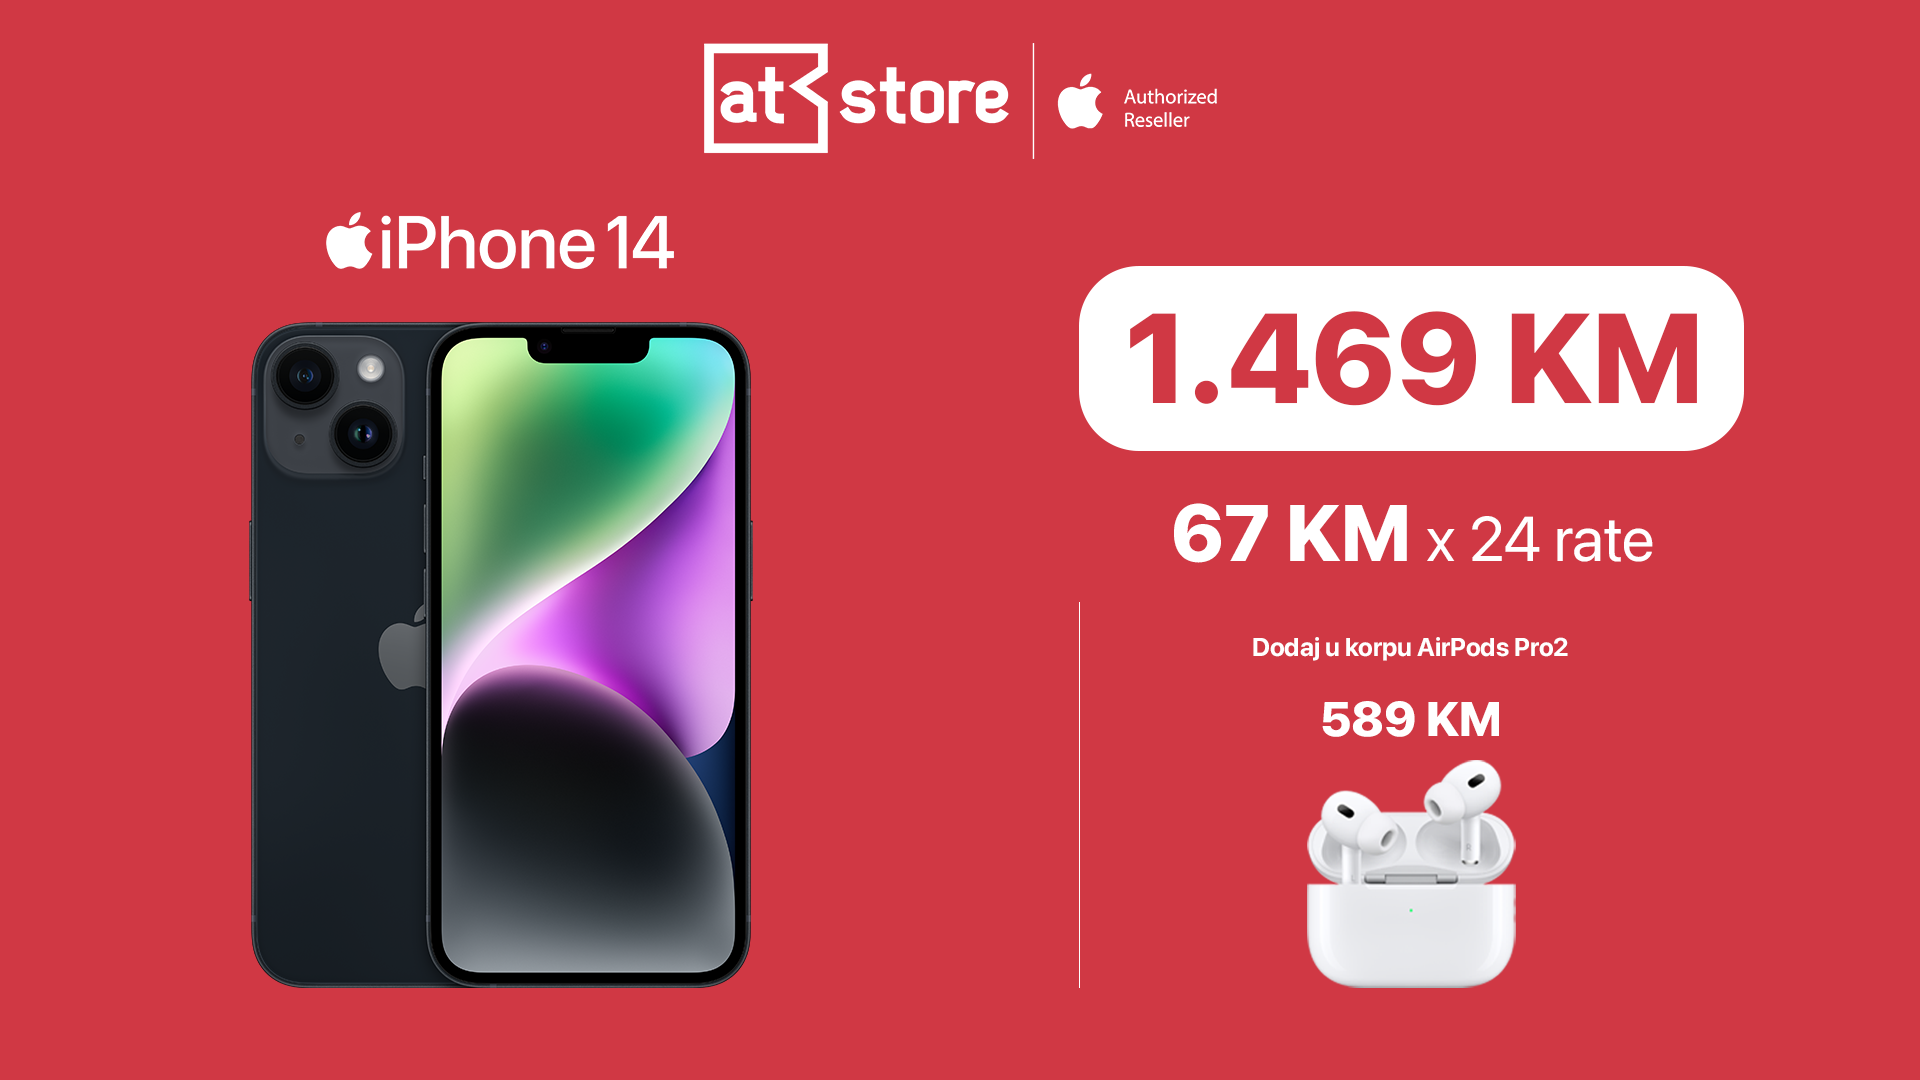 at store
Authorized
Reseller
iPhone 14
1.469 KM
67 KM x 24 rate
Dodaj u korpu AirPods Pro2
589 KM